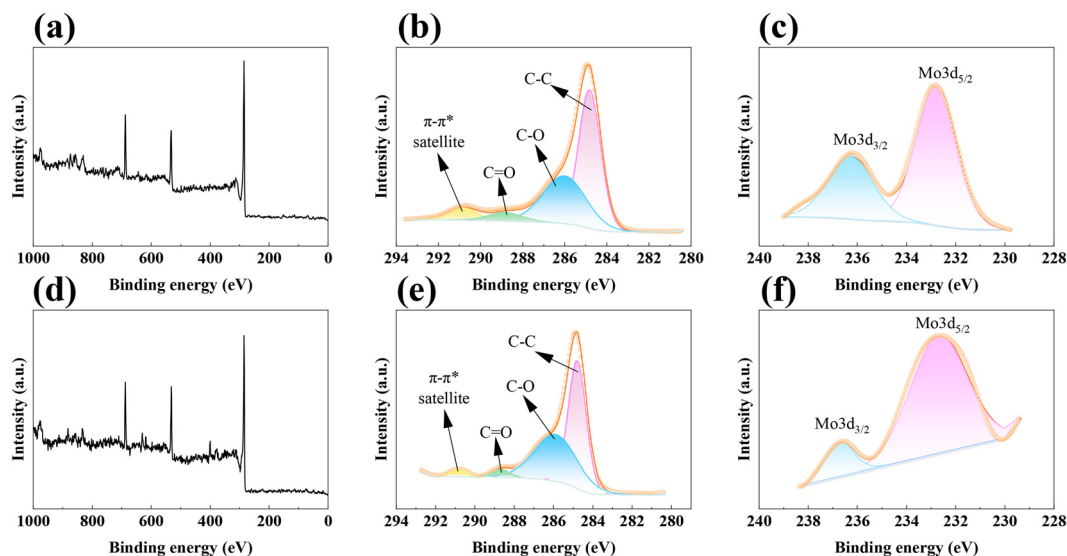 (a)
Intensity (a.u.)
1000 800 600 400 200 0
Binding energy (eV)
(b)
Intensity (a.u.)
C-C
C-O
π-π*
satellite
C=O
294 292 290 288 286 284 282 280
Binding energy (eV)
(c)
Intensity (a.u.)
Mo3d5/2
Mo3d3/2
240 238 236 234 232 230 228
Binding energy (eV)
(d)
Intensity (a.u.)
1000 800 600 400 200 0
Binding energy (eV)
(e)
Intensity (a.u.)
C-C
C-O
π-π*
satellite
C=O
294 292 290 288 286 284 282 280
Binding energy (eV)
(f)
Intensity (a.u.)
Mo3d5/2
Mo3d3/2
240 238 236 234 232 230 228
Binding energy (eV)